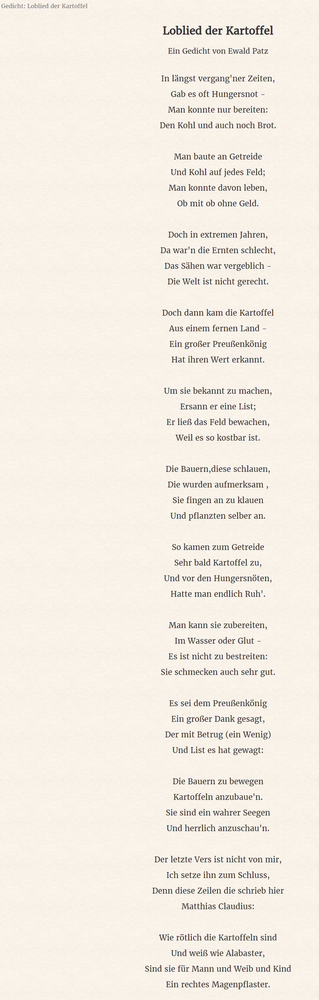 Gedicht: Loblied der Kartoffel
Loblied der Kartoffel
Ein Gedicht von Ewald Patz
In längst vergang'ner Zeiten,
Gab es oft Hungersnot -
Man konnte nur bereiten:
Den Kohl und auch noch Brot.
Man baute an Getreide
Und Kohl auf jedes Feld;
Man konnte davon leben,
Ob mit ob ohne Geld.
Doch in extremen Jahren,
Da war'n die Ernten schlecht,
Das Sähen war vergeblich -
Die Welt ist nicht gerecht.
Doch dann kam die Kartoffel
Aus einem fernen Land -
Ein großer Preußenkönig
Hat ihren Wert erkannt.
Um sie bekannt zu machen,
Ersann er eine List;
Er ließ das Feld bewachen,
Weil es so kostbar ist.
Die Bauern,diese schlauen,
Die wurden aufmerksam ,
Sie fingen an zu klauen
Und pflanzten selber an.
So kamen zum Getreide
Sehr bald Kartoffel zu,
Und vor den Hungersnöten,
Hatte man endlich Ruh'.
Man kann sie zubereiten,
Im Wasser oder Glut -
Es ist nicht zu bestreiten:
Sie schmecken auch sehr gut.
Es sei dem Preußenkönig
Ein großer Dank gesagt,
Der mit Betrug (ein Wenig)
Und List es hat gewagt:
Die Bauern zu bewegen
Kartoffeln anzubaue'n.
Sie sind ein wahrer Seegen
Und herrlich anzuschau'n.
Der letzte Vers ist nicht von mir,
Ich setze ihn zum Schluss,
Denn diese Zeilen die schrieb hier
Matthias Claudius:
Wie rötlich die Kartoffeln sind
Und weiß wie Alabaster,
Sind sie für Mann und Weib und Kind
Ein rechtes Magenpflaster.